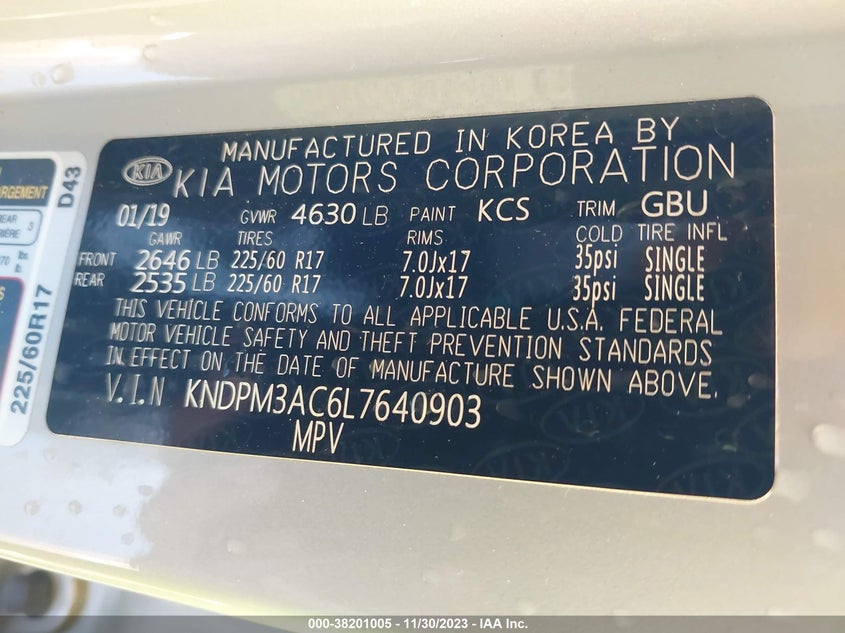 MANUFACTURED IN KOREA BY
KIA KIA MOTORS CORPORATION
01/19 GVWR 4630 LB PAINT KCS TRIM GBU
GAWR TIRES RIMS COLD TIRE INFL
FRONT 2646 LB 225/60 R17 7.0Jx17 35psi SINGLE
REAR 2535 LB 225/60 R17 7.0Jx17 35psi SINGLE
THIS VEHICLE CONFORMS TO ALL APPLICABLE U.S.A. FEDERAL
MOTOR VEHICLE SAFETY AND THEFT PREVENTION STANDARDS
IN EFFECT ON THE DATE OF MANUFACTURE SHOWN ABOVE.
V.I.N KNDPM3AC6L7640903
MPV
D43
225/60R17
3
000-38201005 - 11/30/2023 - IAA Inc.